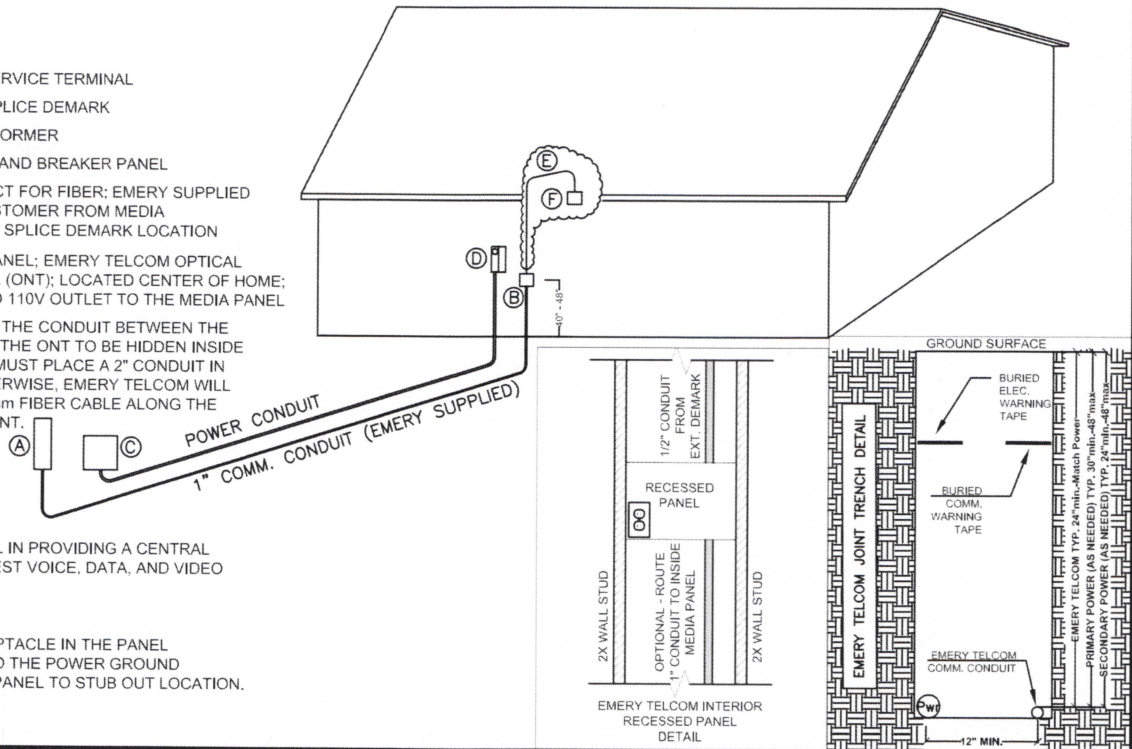 RVICE TERMINAL
PLICE DEMARK
ORMER
AND BREAKER PANEL
CT FOR FIBER; EMERY SUPPLIED
STOMER FROM MEDIA
SPLICE DEMARK LOCATION
ANEL; EMERY TELCOM OPTICAL
(ONT); LOCATED CENTER OF HOME;
110V OUTLET TO THE MEDIA PANEL
THE CONDUIT BETWEEN THE
THE ONT TO BE HIDDEN INSIDE
MUST PLACE A 2" CONDUIT IN
ERWISE, EMERY TELCOM WILL
m FIBER CABLE ALONG THE
NT.
L IN PROVIDING A CENTRAL
EST VOICE, DATA, AND VIDEO
PTACLE IN THE PANEL
O THE POWER GROUND
PANEL TO STUB OUT LOCATION.
E
F
D
B
40" - 48"
A
C
POWER CONDUIT
1" COMM. CONDUIT (EMERY SUPPLIED)
2X WALL STUD
1/2" CONDUIT
FROM
EXT. DEMARK
RECESSED
PANEL
OPTIONAL - ROUTE
1" CONDUIT TO INSIDE
MEDIA PANEL
2X WALL STUD
EMERY TELCOM INTERIOR
RECESSED PANEL
DETAIL
GROUND SURFACE
EMERY TELCOM JOINT TRENCH DETAIL
BURIED
ELEC.
WARNING
TAPE
BURIED
COMM.
WARNING
TAPE
EMERY TELCOM
COMM. CONDUIT
Pwr
12" MIN.
EMERY TELCOM TYP. 24"min.-Match Power
PRIMARY POWER (AS NEEDED) TYP. 30"min.-48"max
SECONDARY POWER (AS NEEDED) TYP. 24"min.-48"max